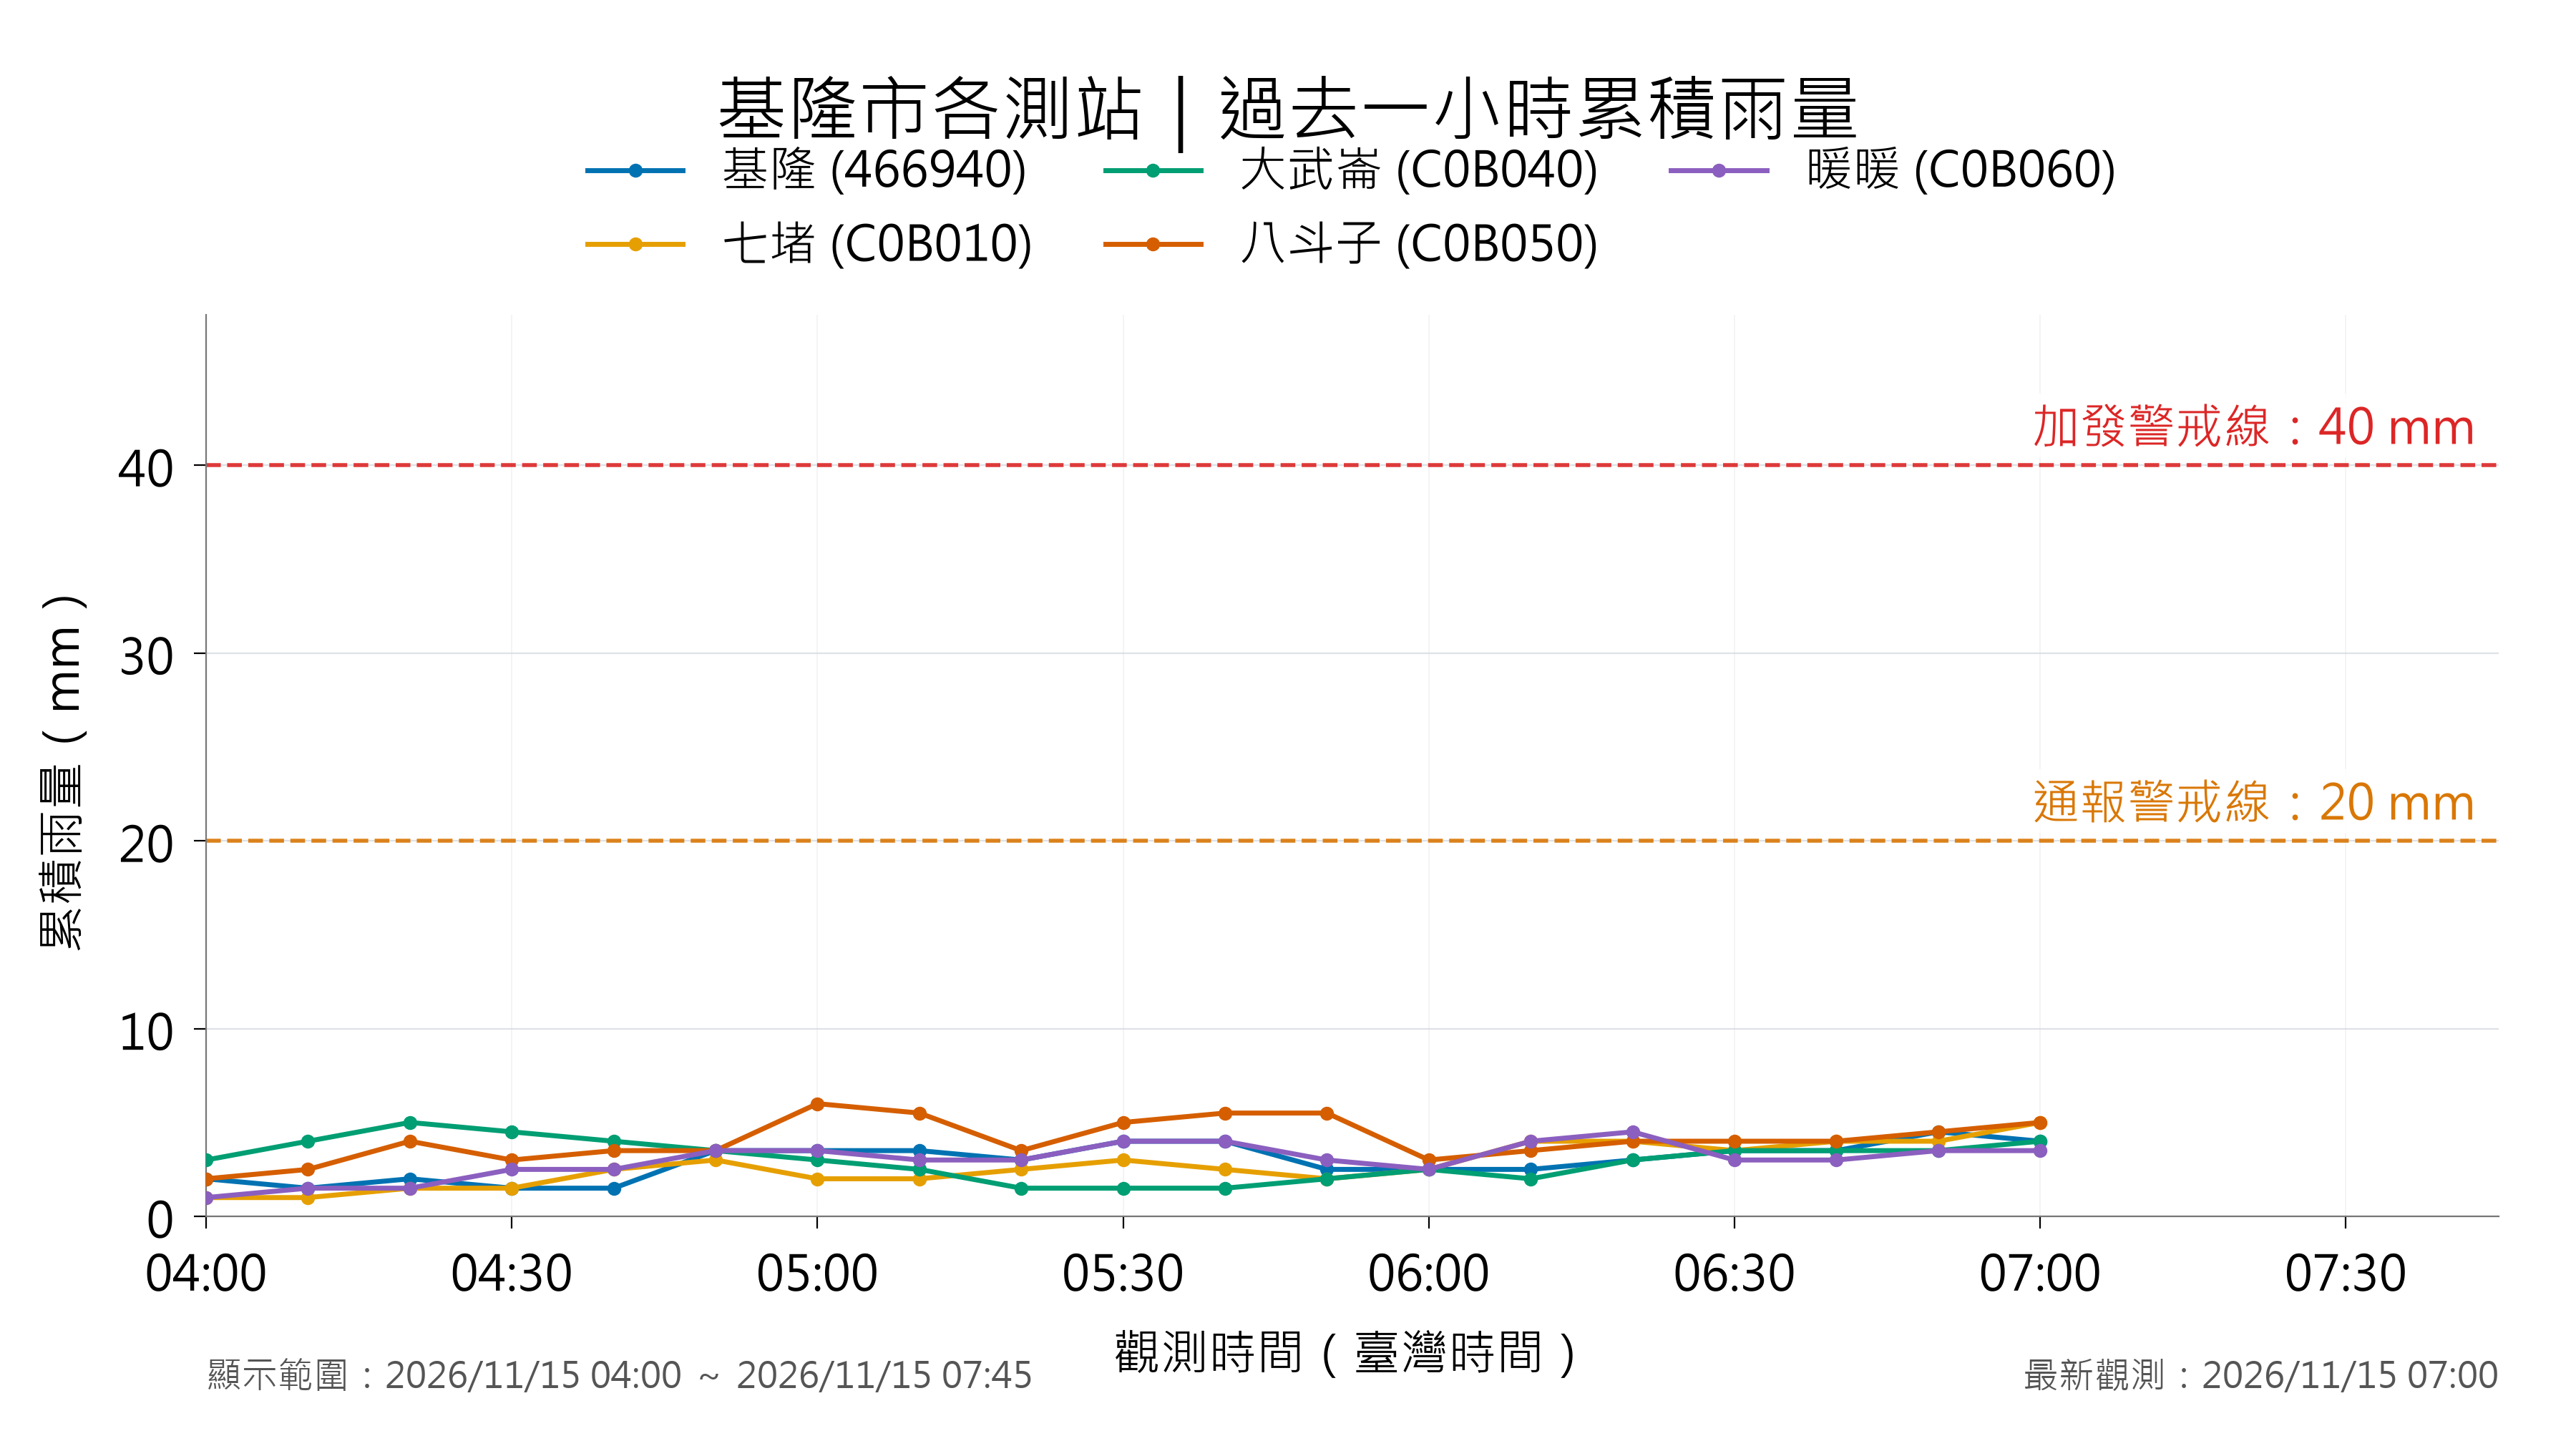 基隆市各測站｜過去一小時累積雨量
基隆 (466940)
大武崙 (C0B040)
暖暖 (C0B060)
七堵 (C0B010)
八斗子 (C0B050)
加發警戒線：40 mm
通報警戒線：20 mm
累積雨量（mm）
40
30
20
10
0
04:00
04:30
05:00
05:30
06:00
06:30
07:00
07:30
觀測時間（臺灣時間）
顯示範圍：2026/11/15 04:00 ~ 2026/11/15 07:45
最新觀測：2026/11/15 07:00